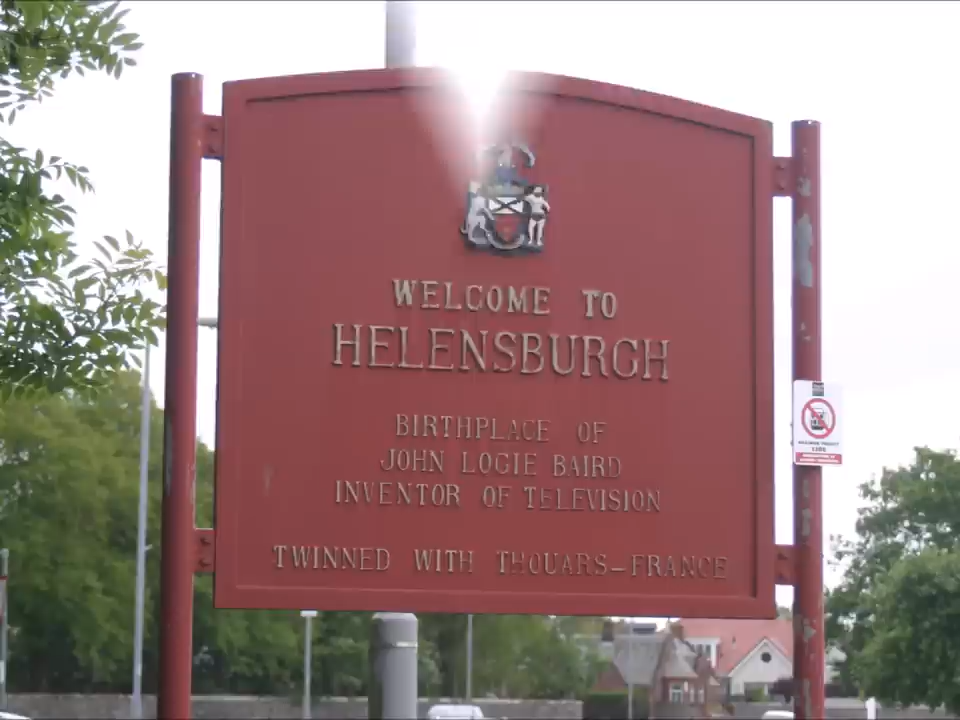 WELCOME TO
HELENSBURGH
BIRTHPLACE OF
JOHN LOGIE BAIRD
INVENTOR OF TELEVISION
TWINNED WITH THOUARS-FRANCE